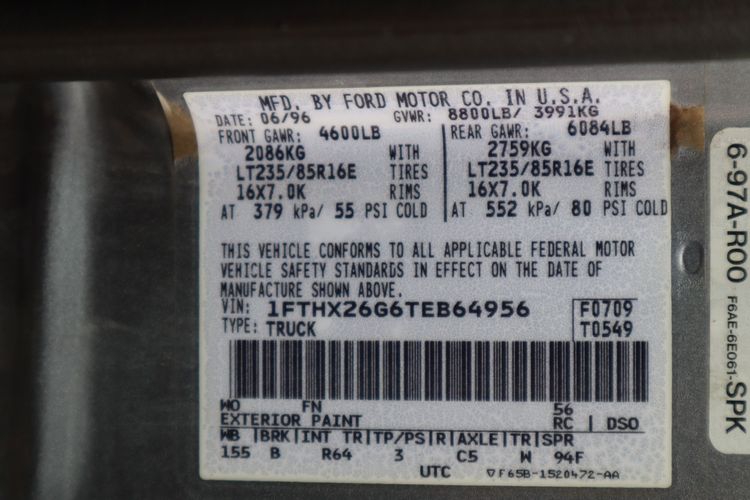 MFD. BY FORD MOTOR CO. IN U.S.A.
DATE: 06/96 GVWR: 8800LB/ 3991KG
FRONT GAWR: 4600LB REAR GAWR: 6084LB
2086KG WITH 2759KG WITH
LT235/85R16E TIRES LT235/85R16E TIRES
16X7.0K RIMS 16X7.0K RIMS
AT 379 kPa/ 55 PSI COLD AT 552 kPa/ 80 PSI COLD
THIS VEHICLE CONFORMS TO ALL APPLICABLE FEDERAL MOTOR
VEHICLE SAFETY STANDARDS IN EFFECT ON THE DATE OF
MANUFACTURE SHOWN ABOVE.
VIN: 1FTHX26G6TEB64956 F0709
TYPE: TRUCK T0549
WO FN 56
EXTERIOR PAINT RC | DSO
WB |BRK|INT TR|TP/PS|R|AXLE|TR|SPR
155 B R64 3 C5 W 94F
UTC ▽F65B-1520472-AA
6-97A-R00 F6AE-6E061-SPK